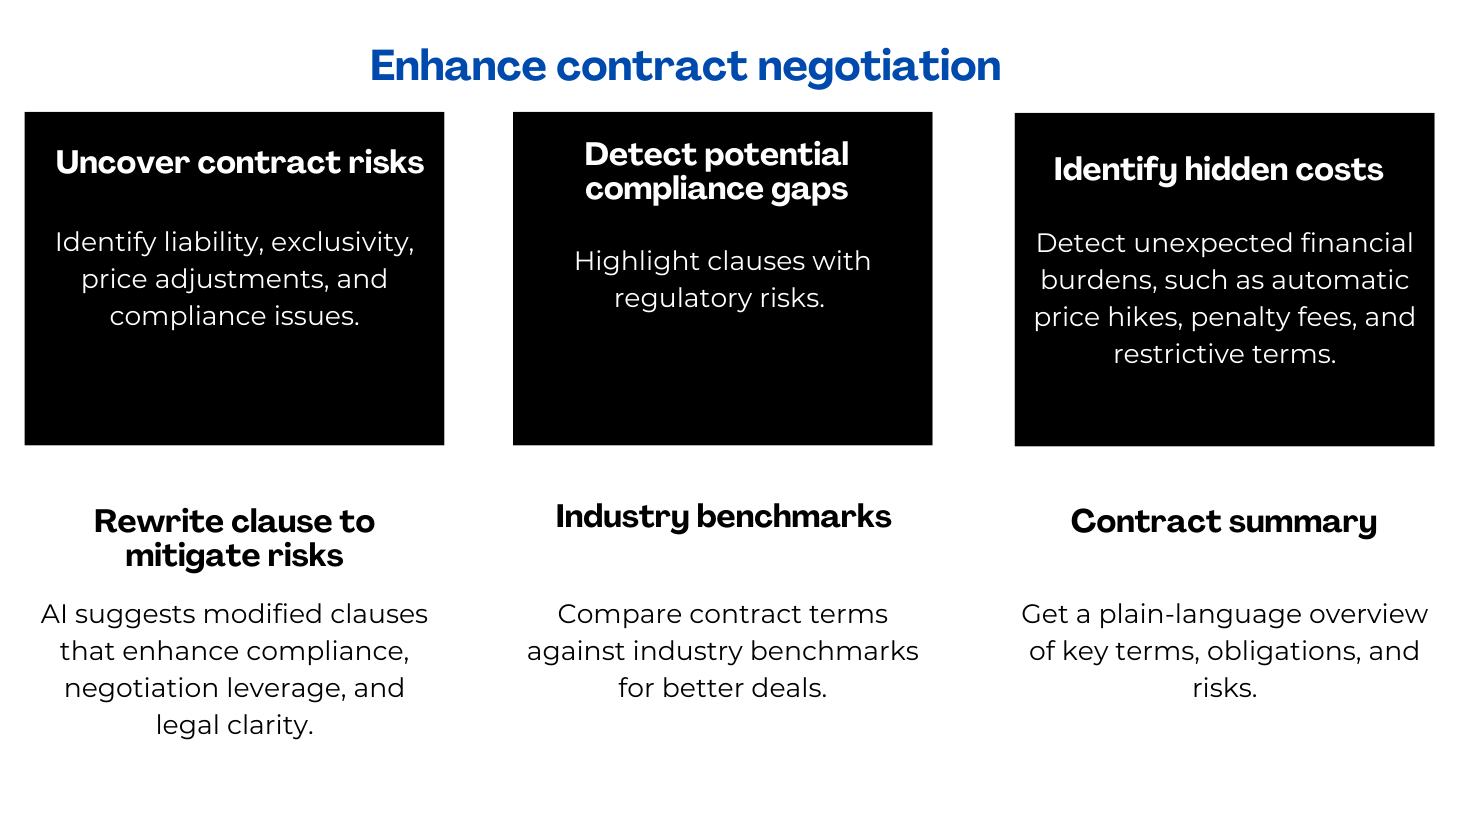 Enhance contract negotiation
Uncover contract risks
Identify liability, exclusivity,
price adjustments, and
compliance issues.
Detect potential
compliance gaps
Highlight clauses with
regulatory risks.
Identify hidden costs
Detect unexpected financial
burdens, such as automatic
price hikes, penalty fees, and
restrictive terms.
Rewrite clause to
mitigate risks
AI suggests modified clauses
that enhance compliance,
negotiation leverage, and
legal clarity.
Industry benchmarks
Compare contract terms
against industry benchmarks
for better deals.
Contract summary
Get a plain-language overview
of key terms, obligations, and
risks.